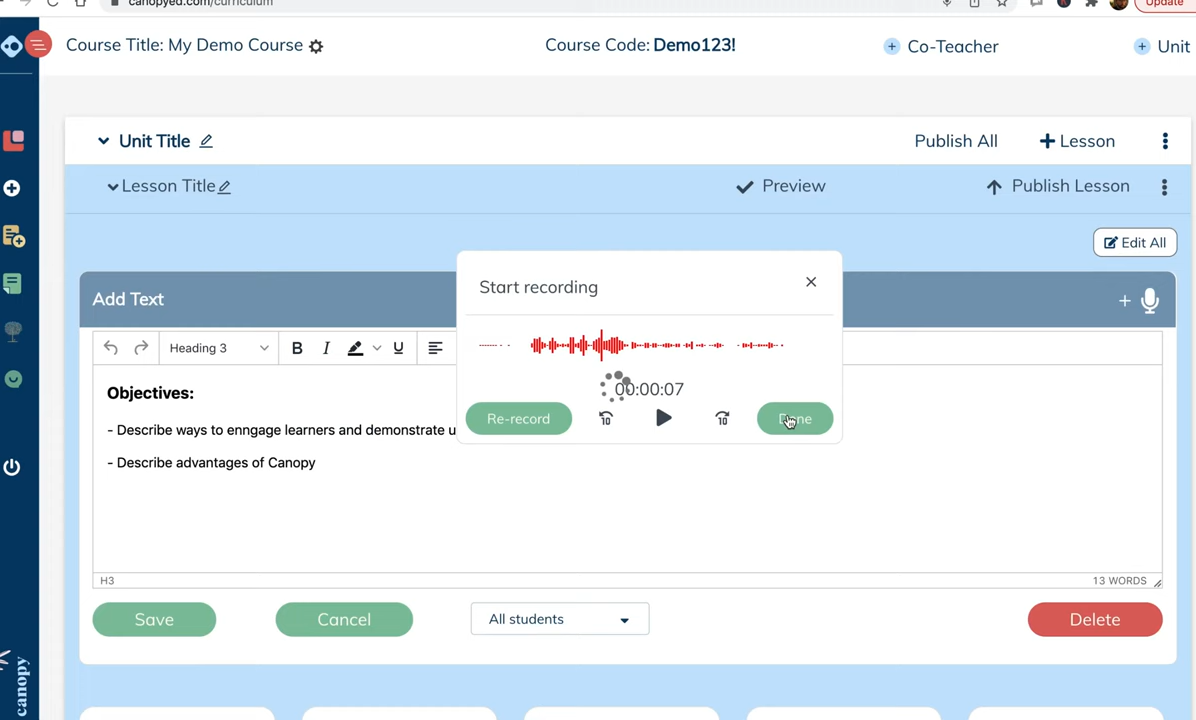 canopyed.com/curriculum
Update
Course Title: My Demo Course
Course Code: Demo123!
+ Co-Teacher
+ Unit
Unit Title
Publish All
+ Lesson
Lesson Title
Preview
Publish Lesson
Edit All
Add Text
+
Start recording
Heading 3
B I U
00:00:07
Re-record
10
10
Done
Objectives:
- Describe ways to enngage learners and demonstrate u
- Describe advantages of Canopy
H3
13 WORDS
Save
Cancel
All students
Delete
canopy